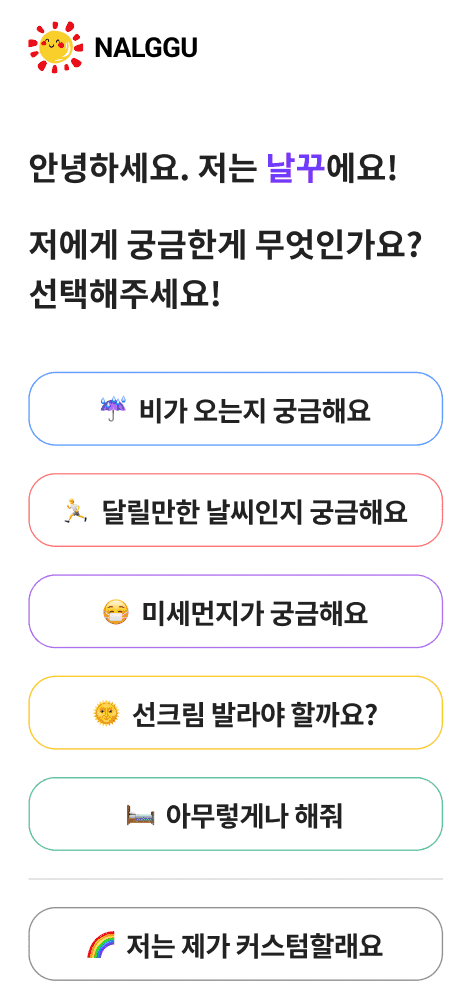 NALGGU
안녕하세요. 저는 날꾸에요!
저에게 궁금한게 무엇인가요?
선택해주세요!
☔ 비가 오는지 궁금해요
🏃 달릴만한 날씨인지 궁금해요
😷 미세먼지가 궁금해요
🌞 선크림 발라야 할까요?
🛏️ 아무렇게나 해줘
🌈 저는 제가 커스텀할래요